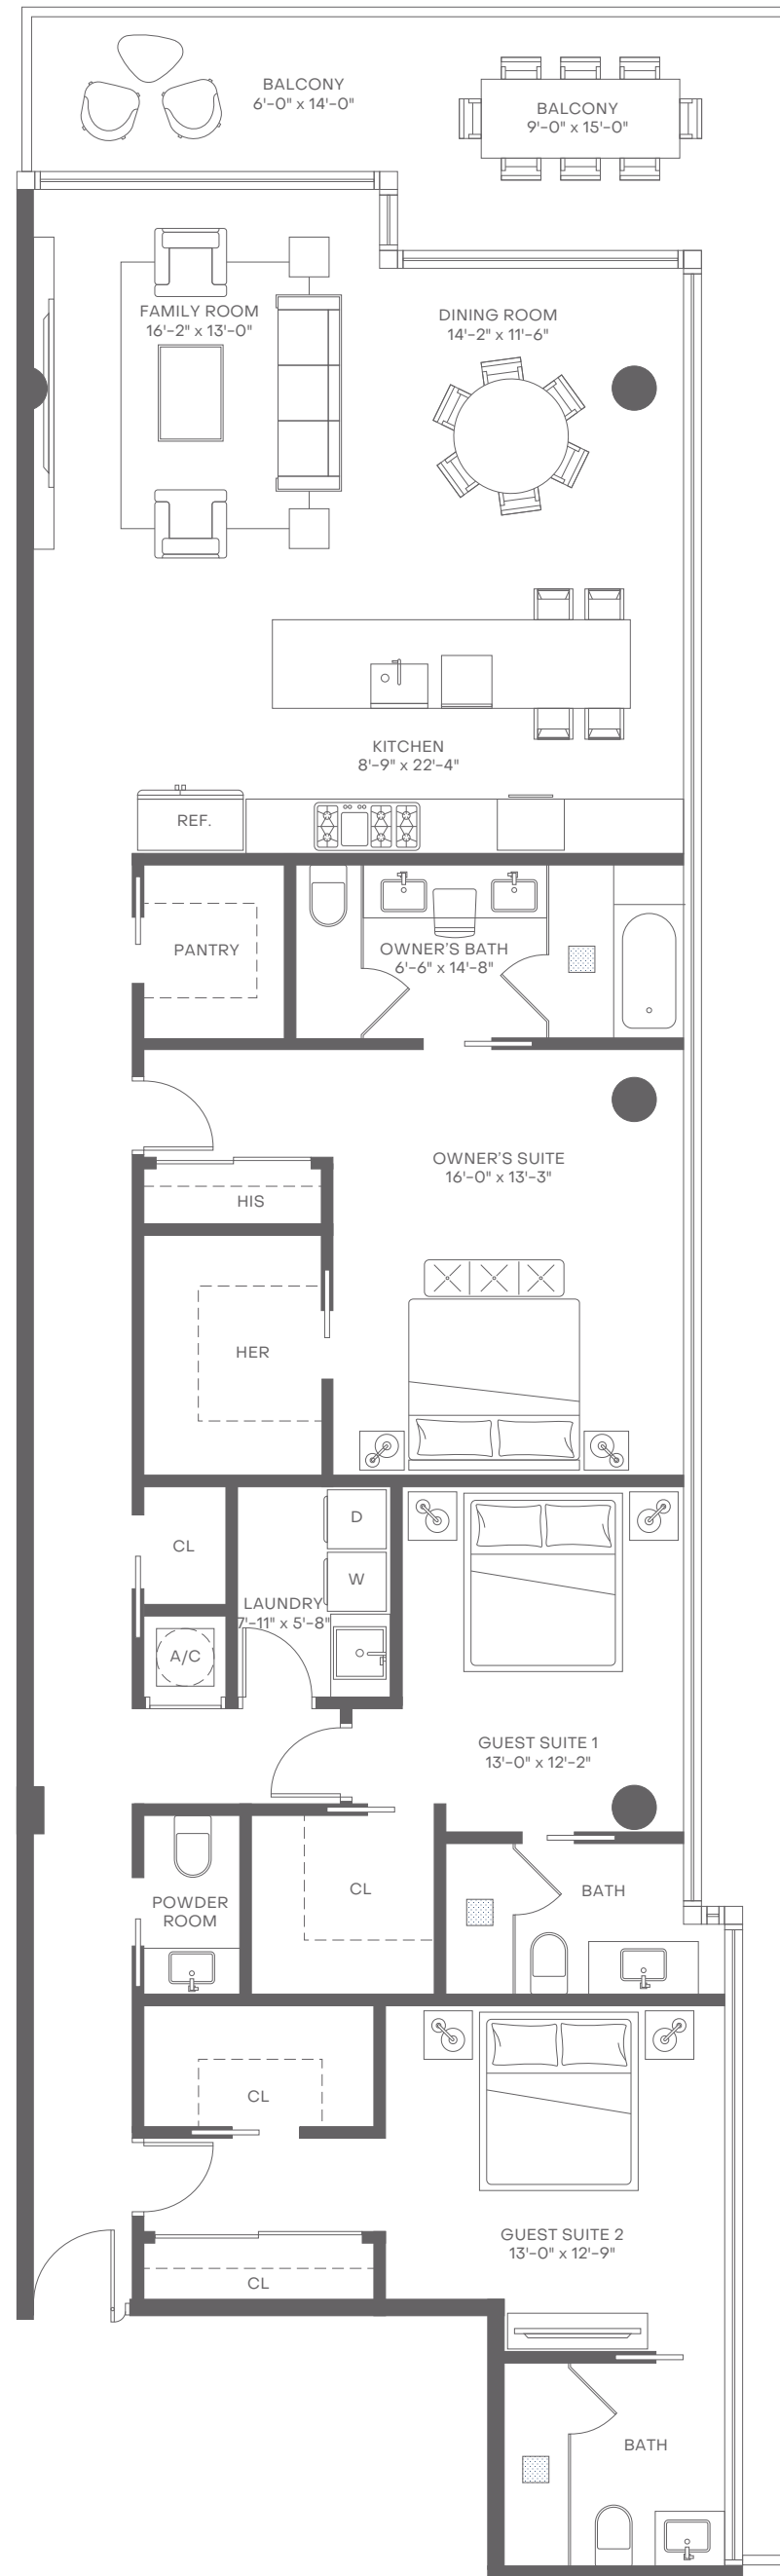 BALCONY
6'-0" x 14'-0"
BALCONY
9'-0" x 15'-0"
FAMILY ROOM
16'-2" x 13'-0"
DINING ROOM
14'-2" x 11'-6"
KITCHEN
8'-9" x 22'-4"
REF.
PANTRY
OWNER'S BATH
6'-6" x 14'-8"
OWNER'S SUITE
16'-0" x 13'-3"
HIS
HER
CL
D
W
LAUNDRY
7'-11" x 5'-8"
A/C
GUEST SUITE 1
13'-0" x 12'-2"
POWDER
ROOM
CL
BATH
CL
GUEST SUITE 2
13'-0" x 12'-9"
CL
BATH